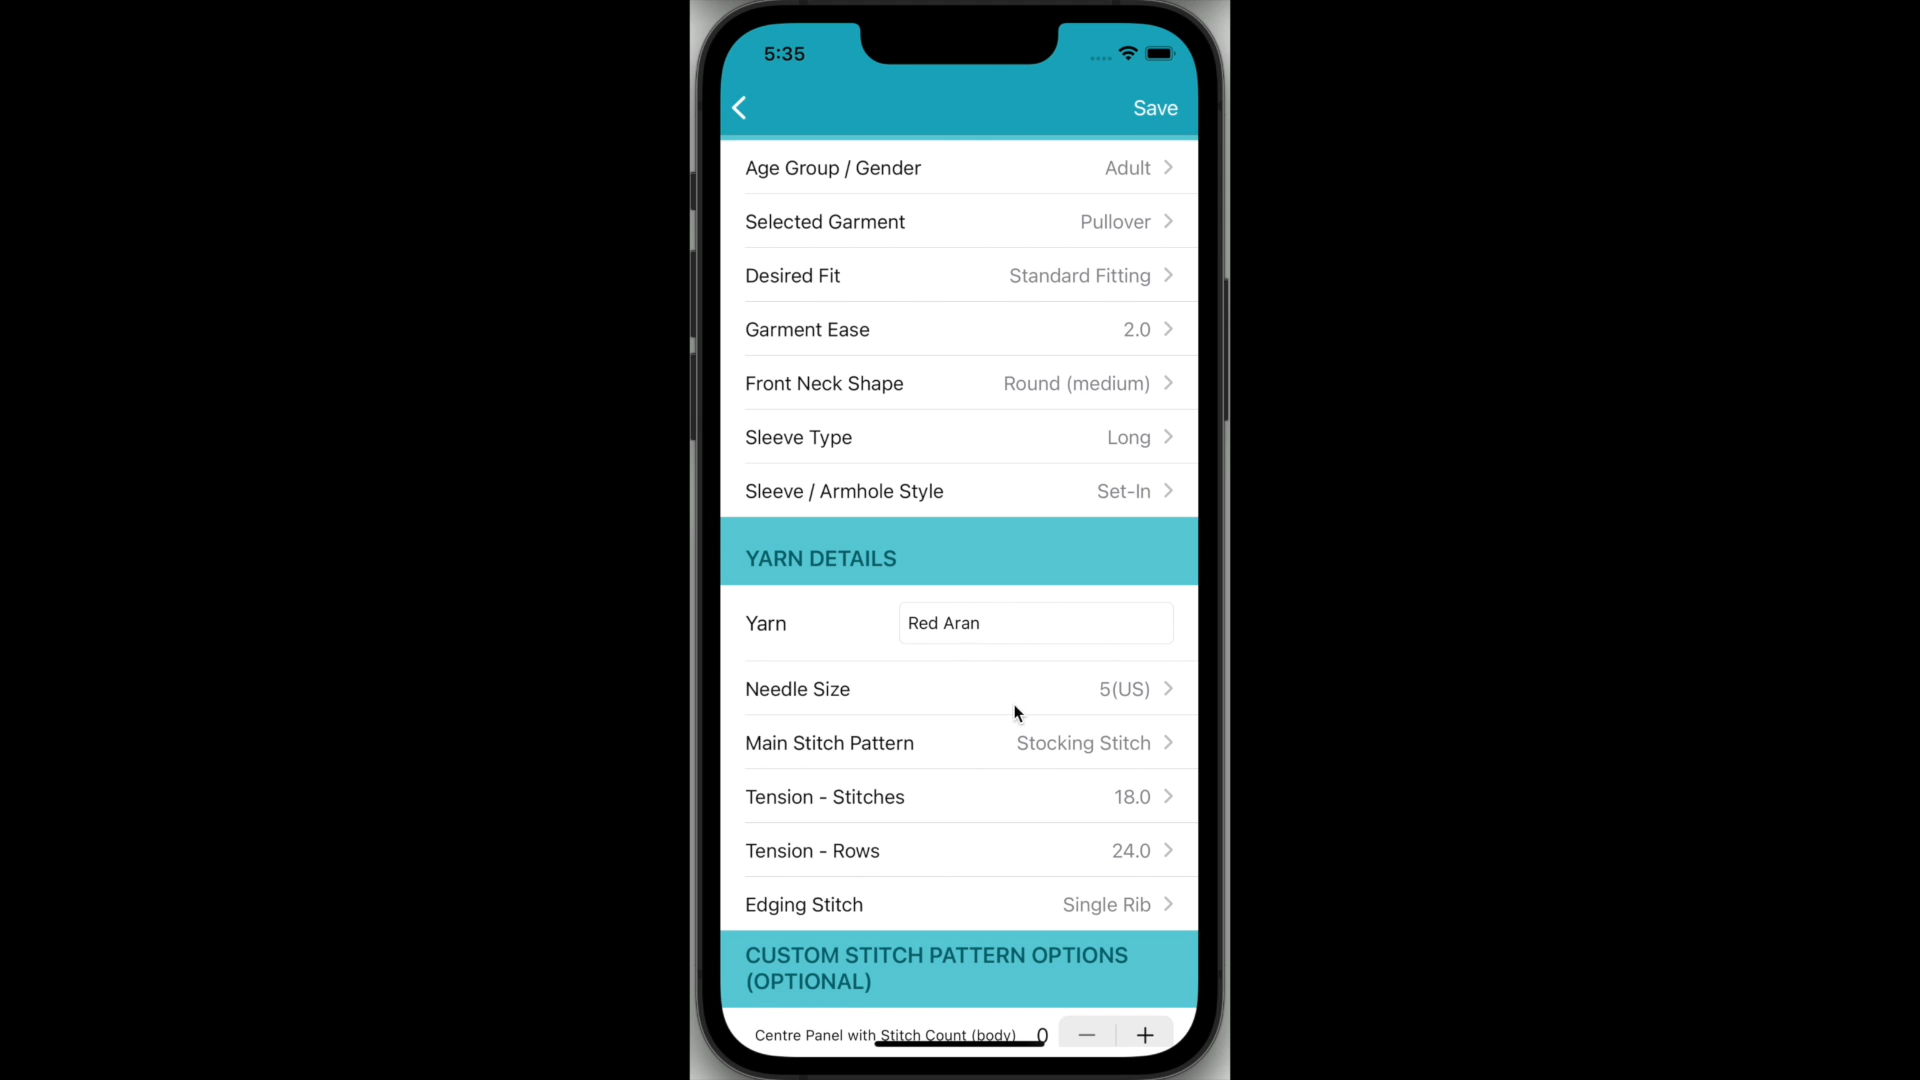 5:35
Save
Age Group / Gender Adult
Selected Garment Pullover
Desired Fit Standard Fitting
Garment Ease 2.0
Front Neck Shape Round (medium)
Sleeve Type Long
Sleeve / Armhole Style Set-In
YARN DETAILS
Yarn Red Aran
Needle Size 5(US)
Main Stitch Pattern Stocking Stitch
Tension - Stitches 18.0
Tension - Rows 24.0
Edging Stitch Single Rib
CUSTOM STITCH PATTERN OPTIONS
(OPTIONAL)
Centre Panel with Stitch Count (body) 0 − +